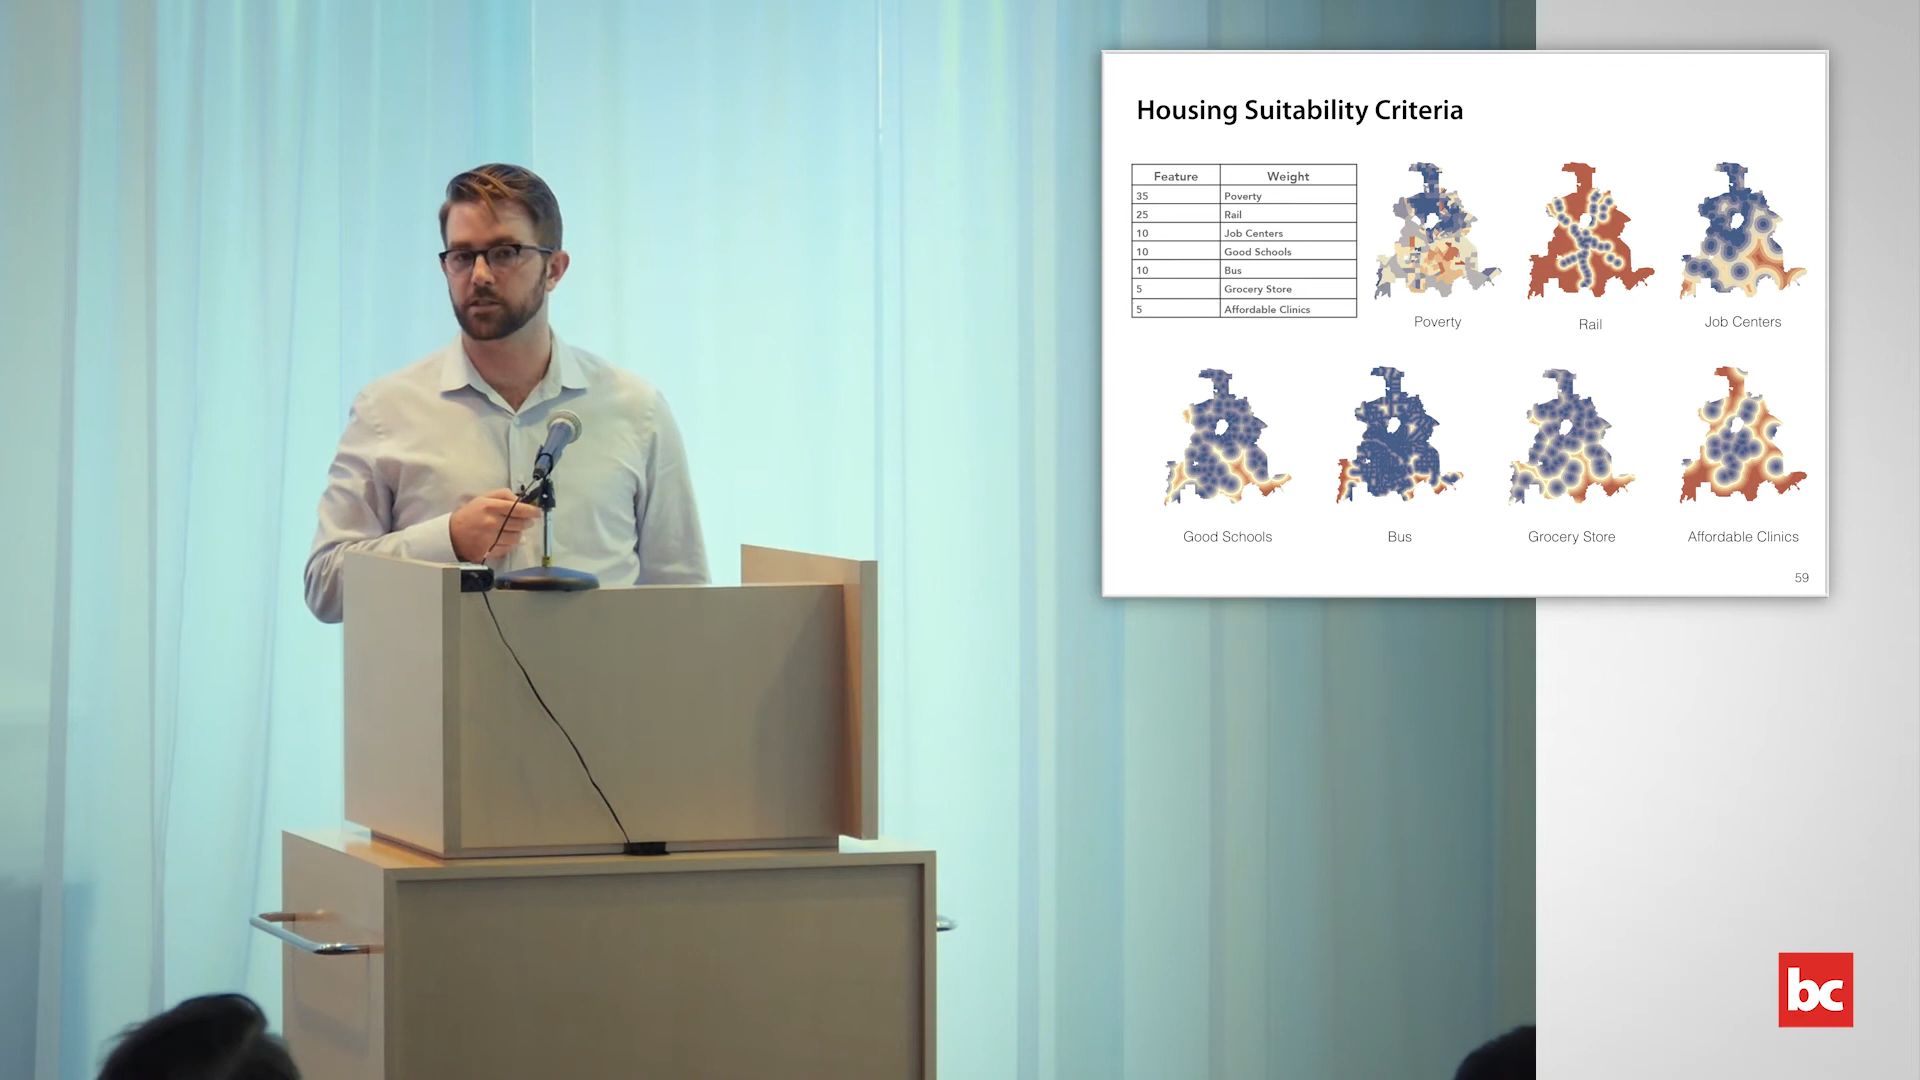 Housing Suitability Criteria
Feature Weight
35 Poverty
25 Rail
10 Job Centers
10 Good Schools
10 Bus
5 Grocery Store
5 Affordable Clinics
Poverty Rail Job Centers
Good Schools Bus Grocery Store Affordable Clinics
59
bc